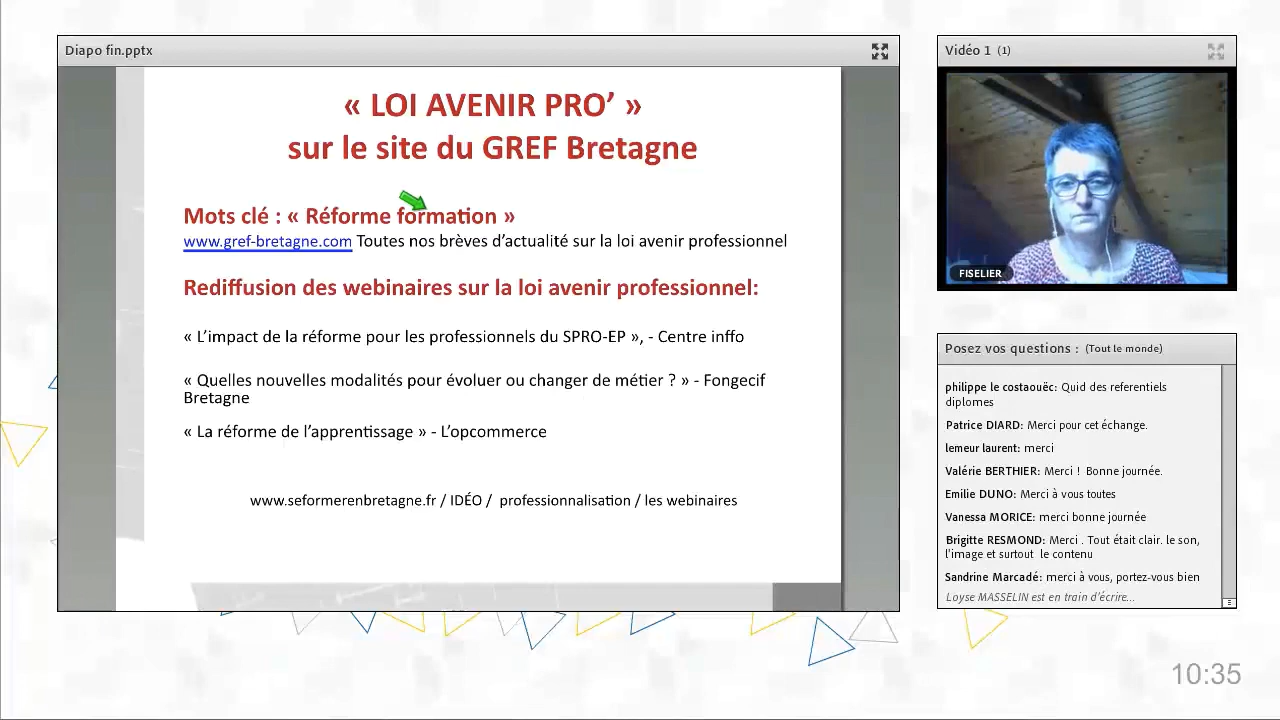 Diapo fin.pptx
« LOI AVENIR PRO’ »
sur le site du GREF Bretagne
Mots clé : « Réforme formation »
www.gref-bretagne.com Toutes nos brèves d’actualité sur la loi avenir professionnel
Rediffusion des webinaires sur la loi avenir professionnel:
« L’impact de la réforme pour les professionnels du SPRO-EP », - Centre inffo
« Quelles nouvelles modalités pour évoluer ou changer de métier ? » - Fongecif
Bretagne
« La réforme de l’apprentissage » - L’opcommerce
www.seformerenbretagne.fr / IDÉO / professionnalisation / les webinaires
Vidéo 1 (1)
FISELIER
Posez vos questions : (Tout le monde)
philippe le costaouëc: Quid des referentiels
diplomes
Patrice DIARD: Merci pour cet échange.
lemeur laurent: merci
Valérie BERTHIER: Merci ! Bonne journée.
Emilie DUNO: Merci à vous toutes
Vanessa MORICE: merci bonne journée
Brigitte RESMOND: Merci . Tout était clair. le son,
l'image et surtout le contenu
Sandrine Marcadé: merci à vous, portez-vous bien
Loyse MASSELIN est en train d'écrire...
10:35